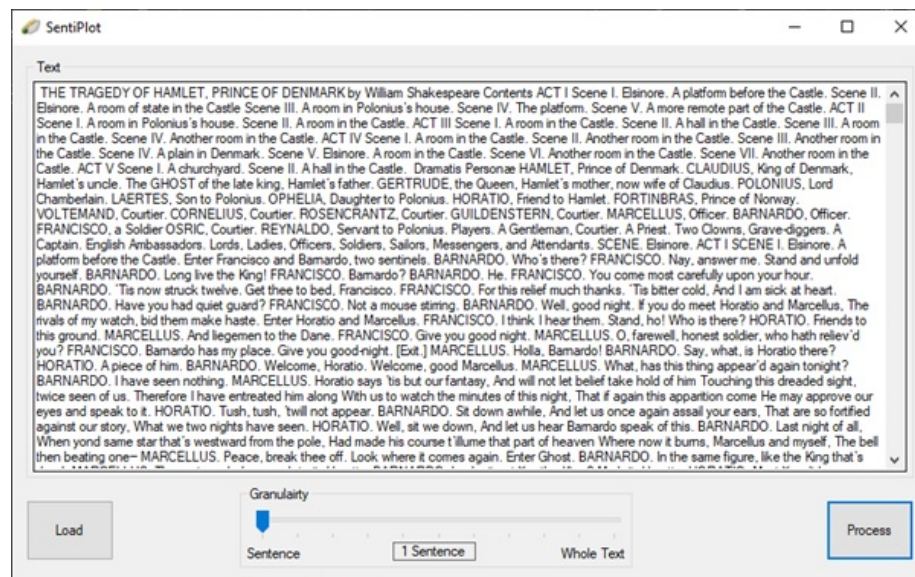 SentiPlot
Text
THE TRAGEDY OF HAMLET, PRINCE OF DENMARK by William Shakespeare Contents ACT I Scene I. Elsinore. A platform before the Castle. Scene II.
Elsinore. A room of state in the Castle Scene III. A room in Polonius's house. Scene IV. The platform. Scene V. A more remote part of the Castle. ACT II
Scene I. A room in Polonius's house. Scene II. A room in the Castle. ACT III Scene I. A room in the Castle. Scene II. A hall in the Castle. Scene III. A room
in the Castle. Scene IV. Another room in the Castle. ACT IV Scene I. A room in the Castle. Scene II. Another room in the Castle. Scene III. Another room in
the Castle. Scene IV. A plain in Denmark. Scene V. Elsinore. A room in the Castle. Scene VI. Another room in the Castle. Scene VII. Another room in the
Castle. ACT V Scene I. A churchyard. Scene II. A hall in the Castle. Dramatis Personæ HAMLET, Prince of Denmark. CLAUDIUS, King of Denmark,
Hamlet's uncle. The GHOST of the late king, Hamlet's father. GERTRUDE, the Queen, Hamlet's mother, now wife of Claudius. POLONIUS, Lord
Chamberlain. LAERTES, Son to Polonius. OPHELIA, Daughter to Polonius. HORATIO, Friend to Hamlet. FORTINBRAS, Prince of Norway.
VOLTEMAND, Courtier. CORNELIUS, Courtier. ROSENCRANTZ, Courtier. GUILDENSTERN, Courtier. MARCELLUS, Officer. BARNARDO, Officer.
FRANCISCO, a Soldier OSRIC, Courtier. REYNALDO, Servant to Polonius. Players. A Gentleman, Courtier. A Priest. Two Clowns, Grave-diggers. A
Captain. English Ambassadors. Lords, Ladies, Officers, Soldiers, Sailors, Messengers, and Attendants. SCENE. Elsinore. ACT I SCENE I. Elsinore. A
platform before the Castle. Enter Francisco and Barnardo, two sentinels. BARNARDO. Who's there? FRANCISCO. Nay, answer me. Stand and unfold
yourself. BARNARDO. Long live the King! FRANCISCO. Barnardo? BARNARDO. He. FRANCISCO. You come most carefully upon your hour.
BARNARDO. 'Tis now struck twelve. Get thee to bed, Francisco. FRANCISCO. For this relief much thanks. 'Tis bitter cold, And I am sick at heart.
BARNARDO. Have you had quiet guard? FRANCISCO. Not a mouse stirring. BARNARDO. Well, good night. If you do meet Horatio and Marcellus, The
rivals of my watch, bid them make haste. Enter Horatio and Marcellus. FRANCISCO. I think I hear them. Stand, ho! Who is there? HORATIO. Friends to
this ground. MARCELLUS. And liegemen to the Dane. FRANCISCO. Give you good night. MARCELLUS. O, farewell, honest soldier, who hath reliev'd
you? FRANCISCO. Barnardo has my place. Give you good-night. [Exit.] MARCELLUS. Holla, Barnardo! BARNARDO. Say, what, is Horatio there?
HORATIO. A piece of him. BARNARDO. Welcome, Horatio. Welcome, good Marcellus. MARCELLUS. What, has this thing appear'd again tonight?
BARNARDO. I have seen nothing. MARCELLUS. Horatio says 'tis but our fantasy, And will not let belief take hold of him Touching this dreaded sight,
twice seen of us. Therefore I have entreated him along With us to watch the minutes of this night, That if again this apparition come He may approve our
eyes and speak to it. HORATIO. Tush, tush, 'twill not appear. BARNARDO. Sit down awhile, And let us once again assail your ears, That are so fortified
against our story, What we two nights have seen. HORATIO. Well, sit we down, And let us hear Barnardo speak of this. BARNARDO. Last night of all,
When yond same star that's westward from the pole, Had made his course t'illume that part of heaven Where now it burns, Marcellus and myself, The bell
then beating one— MARCELLUS. Peace, break thee off. Look where it comes again. Enter Ghost. BARNARDO. In the same figure, like the King that's
Load
Granulairty
Sentence
1 Sentence
Whole Text
Process